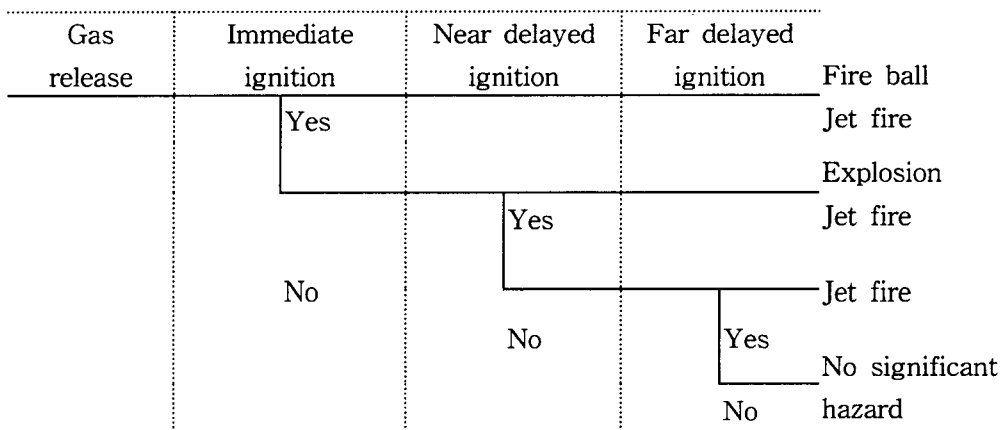 Gas
release
Immediate
ignition
Near delayed
ignition
Far delayed
ignition
Fire ball
Yes
Jet fire
Explosion
Yes
Jet fire
No
Jet fire
No
Yes
No significant
No
hazard